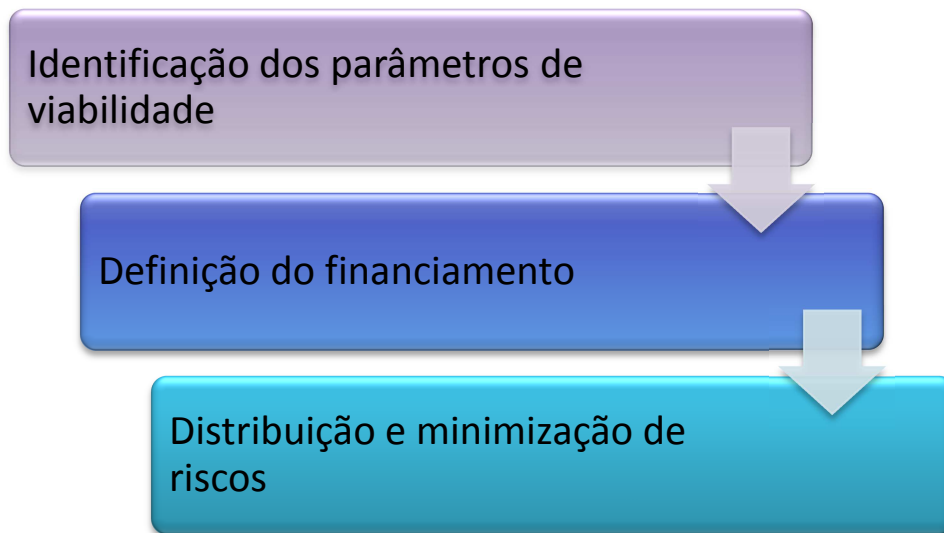 Identificação dos parâmetros de
viabilidade
Definição do financiamento
Distribuição e minimização de
riscos